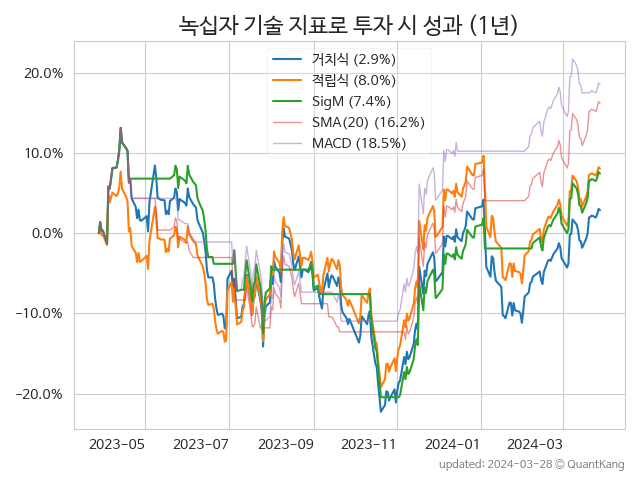 녹십자 기술 지표로 투자 시 성과 (1년)
거치식 (2.9%)
적립식 (8.0%)
SigM (7.4%)
SMA(20) (16.2%)
MACD (18.5%)
20.0%
10.0%
0.0%
−10.0%
−20.0%
2023−05
2023−07
2023−09
2023−11
2024−01
2024−03
updated: 2024-03-28 © QuantKang